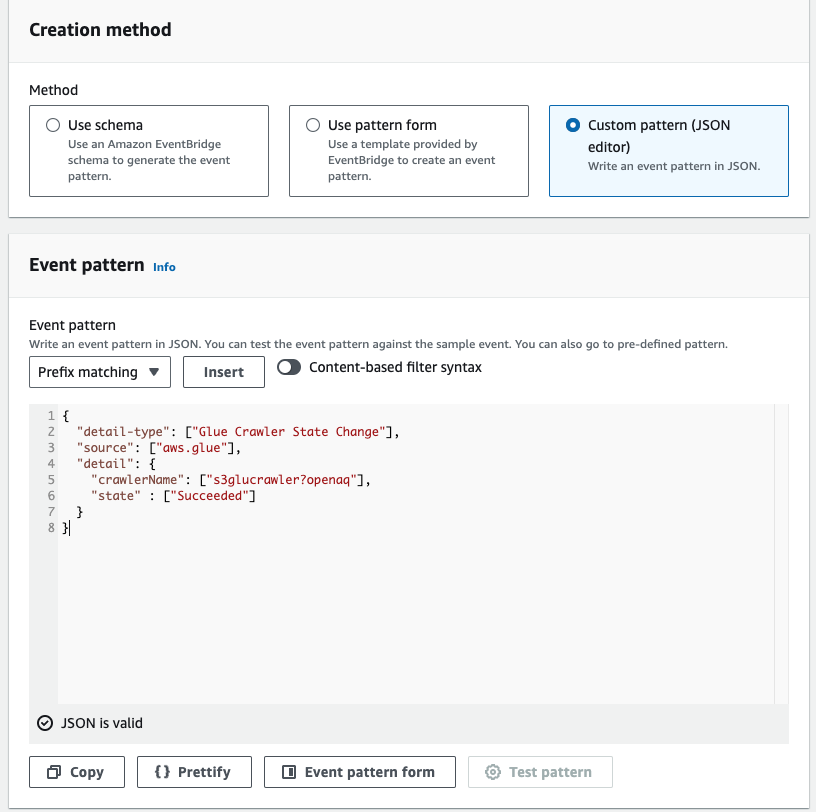 Creation method
Method
Use schema
Use an Amazon EventBridge
schema to generate the event
pattern.
Use pattern form
Use a template provided by
EventBridge to create an event
pattern.
Custom pattern (JSON
editor)
Write an event pattern in JSON.
Event pattern Info
Event pattern
Write an event pattern in JSON. You can test the event pattern against the sample event. You can also go to pre-defined pattern.
Prefix matching Insert Content-based filter syntax
1 {
2   "detail-type": ["Glue Crawler State Change"],
3   "source": ["aws.glue"],
4   "detail": {
5     "crawlerName": ["s3glucrawler?openaq"],
6     "state" : ["Succeeded"]
7   }
8 }
JSON is valid
Copy {} Prettify Event pattern form Test pattern